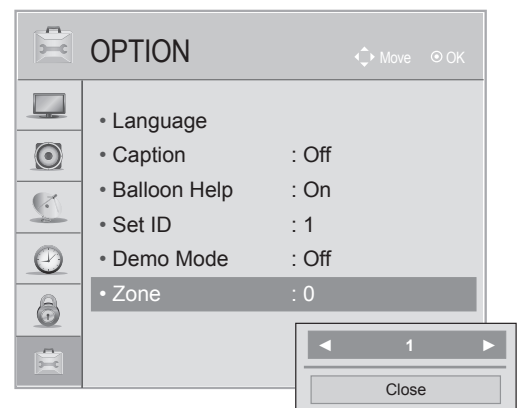 OPTION
Move OK
• Language
• Caption : Off
• Balloon Help : On
• Set ID : 1
• Demo Mode : Off
• Zone : 0
◄ 1 ►
Close